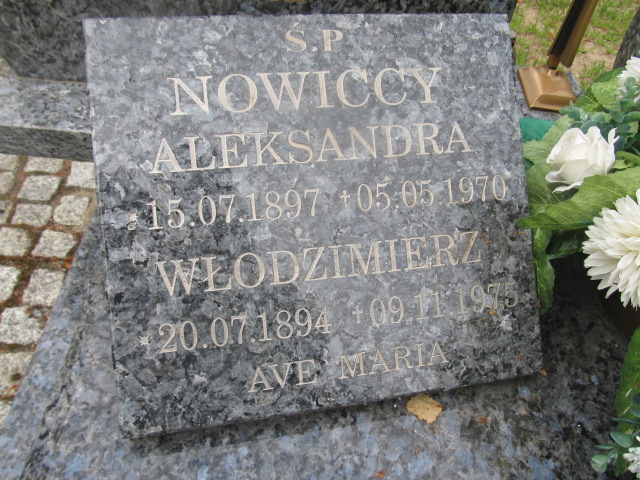 Ś.P
NOWICCY
ALEKSANDRA
*15.07.1897 †05.05.1970
WŁODZIMIERZ
*20.07.1894 †09.11.1975
AVE MARIA